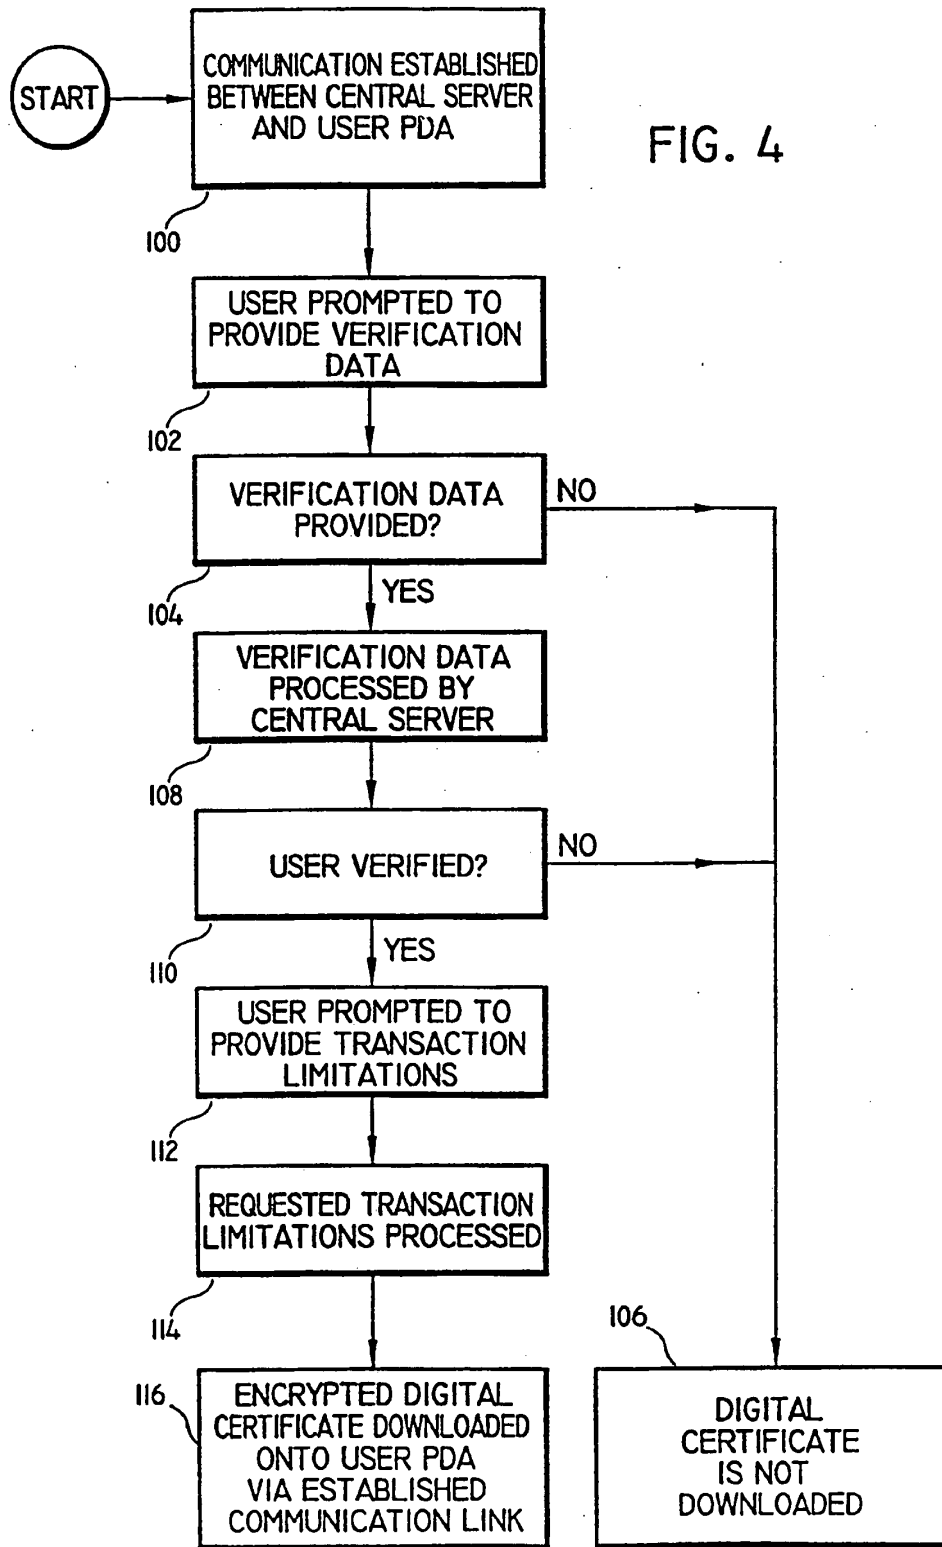 START
COMMUNICATION ESTABLISHED
BETWEEN CENTRAL SERVER
AND USER PDA
FIG. 4
100
USER PROMPTED TO
PROVIDE VERIFICATION
DATA
102
VERIFICATION DATA
PROVIDED?
NO
104
YES
VERIFICATION DATA
PROCESSED BY
CENTRAL SERVER
108
USER VERIFIED?
NO
110
YES
USER PROMPTED TO
PROVIDE TRANSACTION
LIMITATIONS
112
REQUESTED TRANSACTION
LIMITATIONS PROCESSED
114
116
ENCRYPTED DIGITAL
CERTIFICATE DOWNLOADED
ONTO USER PDA
VIA ESTABLISHED
COMMUNICATION LINK
106
DIGITAL
CERTIFICATE
IS NOT
DOWNLOADED